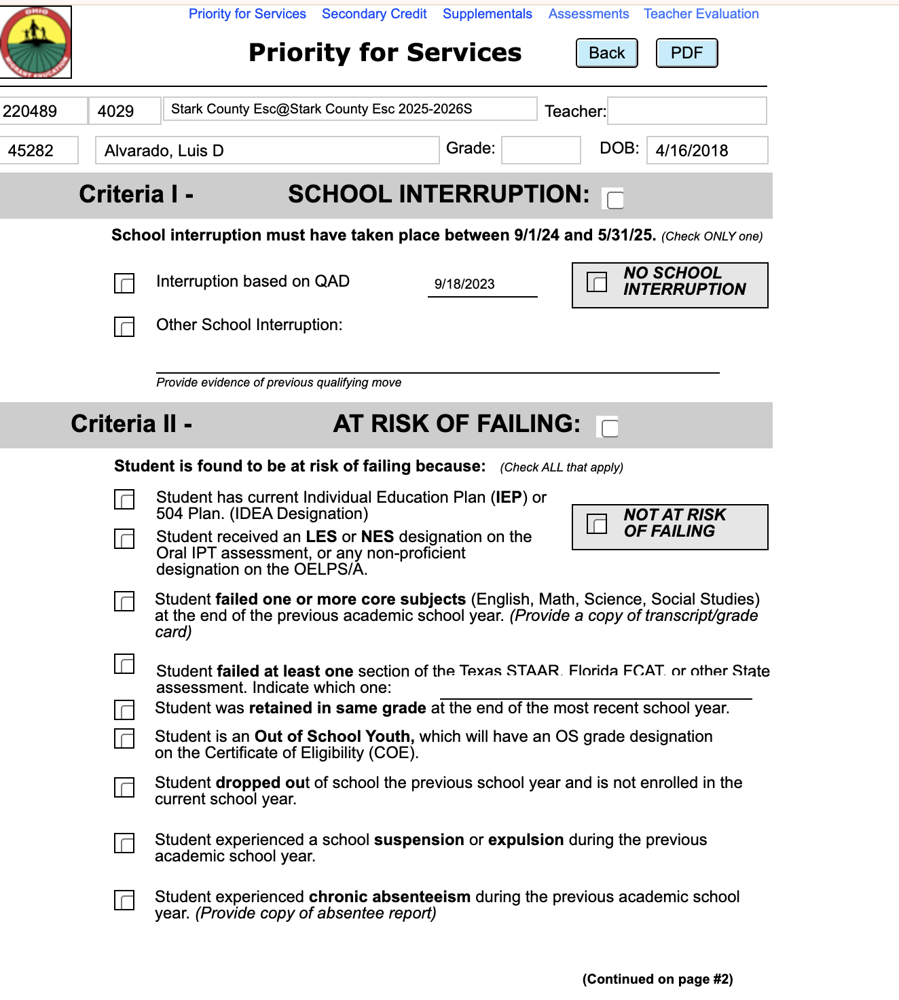 OHIO
MIGRANT EDUCATION
Priority for Services Secondary Credit Supplementals Assessments Teacher Evaluation
Priority for Services Back PDF
220489 4029 Stark County Esc@Stark County Esc 2025-2026S Teacher:
45282 Alvarado, Luis D Grade: DOB: 4/16/2018
Criteria I - SCHOOL INTERRUPTION:
School interruption must have taken place between 9/1/24 and 5/31/25. (Check ONLY one)
Interruption based on QAD 9/18/2023
NO SCHOOL
INTERRUPTION
Other School Interruption:
Provide evidence of previous qualifying move
Criteria II - AT RISK OF FAILING:
Student is found to be at risk of failing because: (Check ALL that apply)
Student has current Individual Education Plan (IEP) or
504 Plan. (IDEA Designation)
NOT AT RISK
OF FAILING
Student received an LES or NES designation on the
Oral IPT assessment, or any non-proficient
designation on the OELPS/A.
Student failed one or more core subjects (English, Math, Science, Social Studies)
at the end of the previous academic school year. (Provide a copy of transcript/grade
card)
Student failed at least one section of the Texas STAAR, Florida FCAT, or other State
assessment. Indicate which one:
Student was retained in same grade at the end of the most recent school year.
Student is an Out of School Youth, which will have an OS grade designation
on the Certificate of Eligibility (COE).
Student dropped out of school the previous school year and is not enrolled in the
current school year.
Student experienced a school suspension or expulsion during the previous
academic school year.
Student experienced chronic absenteeism during the previous academic school
year. (Provide copy of absentee report)
(Continued on page #2)